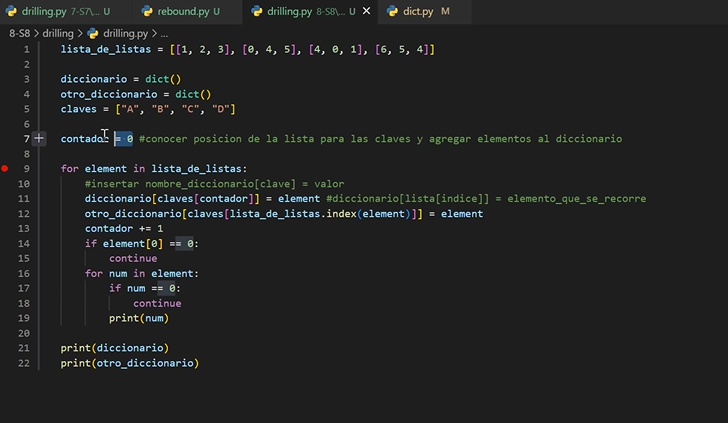 drilling.py 7-S7\... U rebound.py U drilling.py 8-S8\... U dict.py M
8-S8 > drilling > drilling.py > ...
1 lista_de_listas = [[1, 2, 3], [0, 4, 5], [4, 0, 1], [6, 5, 4]]
2
3 diccionario = dict()
4 otro_diccionario = dict()
5 claves = ["A", "B", "C", "D"]
6
7 contador = 0 #conocer posicion de la lista para las claves y agregar elementos al diccionario
8
9 for element in lista_de_listas:
10 #insertar nombre_diccionario[clave] = valor
11 diccionario[claves[contador]] = element #diccionario[lista[indice]] = elemento_que_se_recorre
12 otro_diccionario[claves[lista_de_listas.index(element)]] = element
13 contador += 1
14 if element[0] == 0:
15 continue
16 for num in element:
17 if num == 0:
18 continue
19 print(num)
20
21 print(diccionario)
22 print(otro_diccionario)